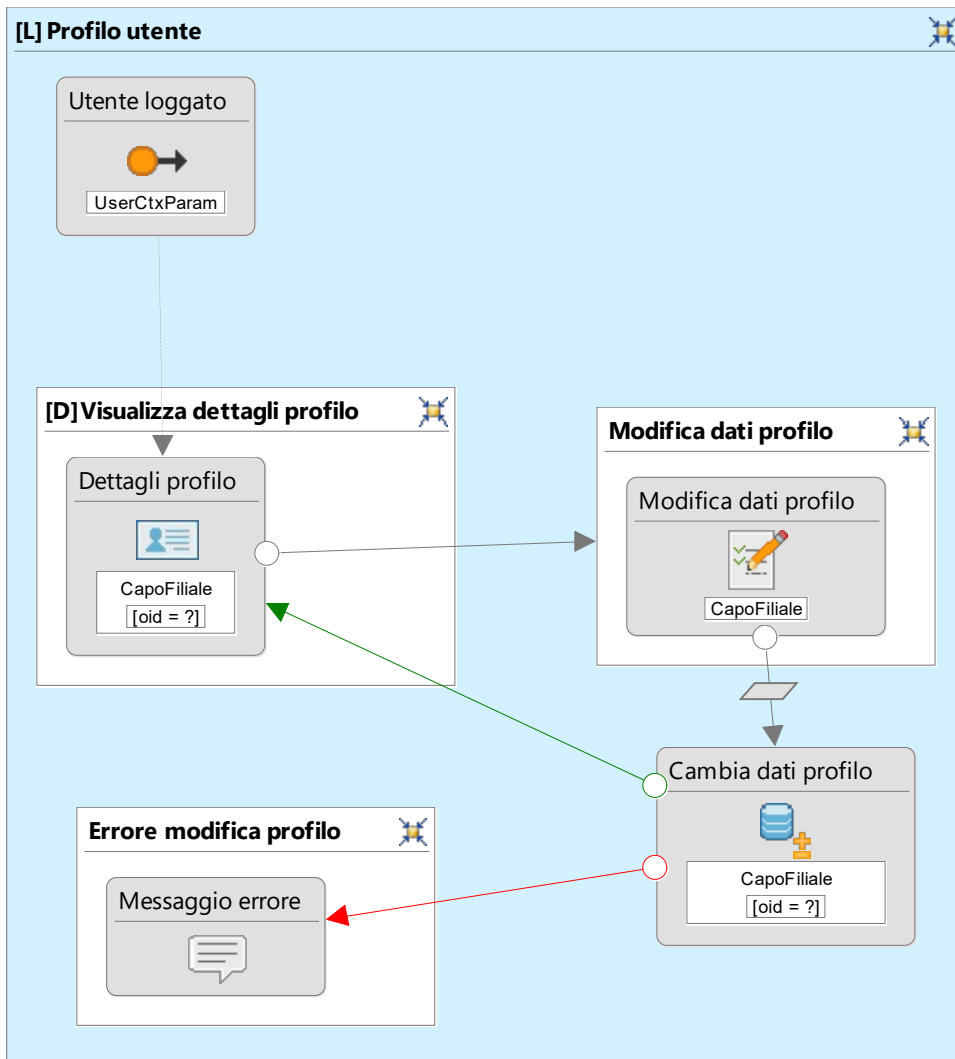 [L] Profilo utente
Utente loggato
UserCtxParam
[D]Visualizza dettagli profilo
Dettagli profilo
CapoFiliale
[oid = ?]
Modifica dati profilo
Modifica dati profilo
CapoFiliale
Cambia dati profilo
CapoFiliale
[oid = ?]
Errore modifica profilo
Messaggio errore